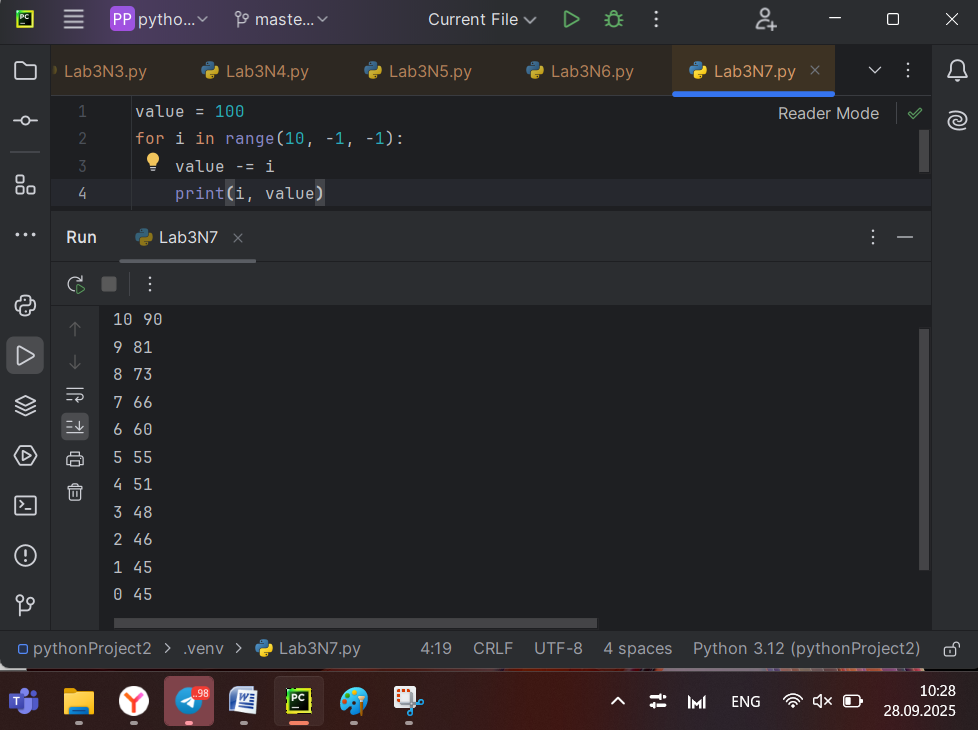 PC PP pytho... maste... Current File
Lab3N3.py Lab3N4.py Lab3N5.py Lab3N6.py Lab3N7.py
1 value = 100 Reader Mode
2 for i in range(10, -1, -1):
3 value -= i
4 print(i, value)
Run Lab3N7
10 90
9 81
8 73
7 66
6 60
5 55
4 51
3 48
2 46
1 45
0 45
pythonProject2 > .venv > Lab3N7.py 4:19 CRLF UTF-8 4 spaces Python 3.12 (pythonProject2)
T Y ..98 W PC ENG 10:28
28.09.2025